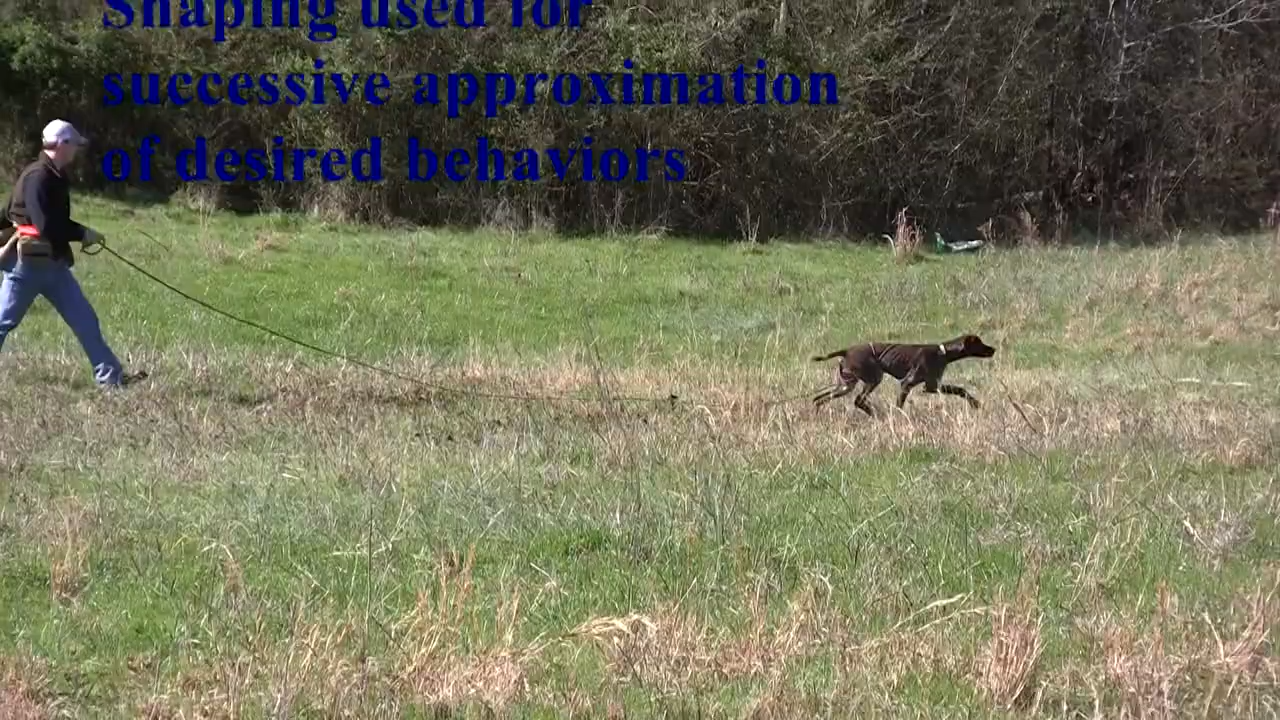 Shaping used for
successive approximation
of desired behaviors